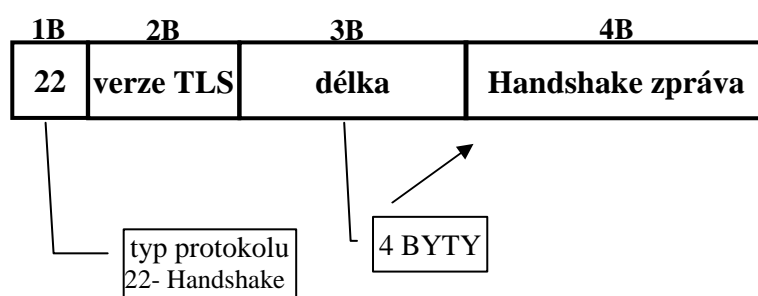 1B 2B 3B 4B
22 verze TLS délka Handshake zpráva
typ protokolu
22- Handshake
4 BYTY